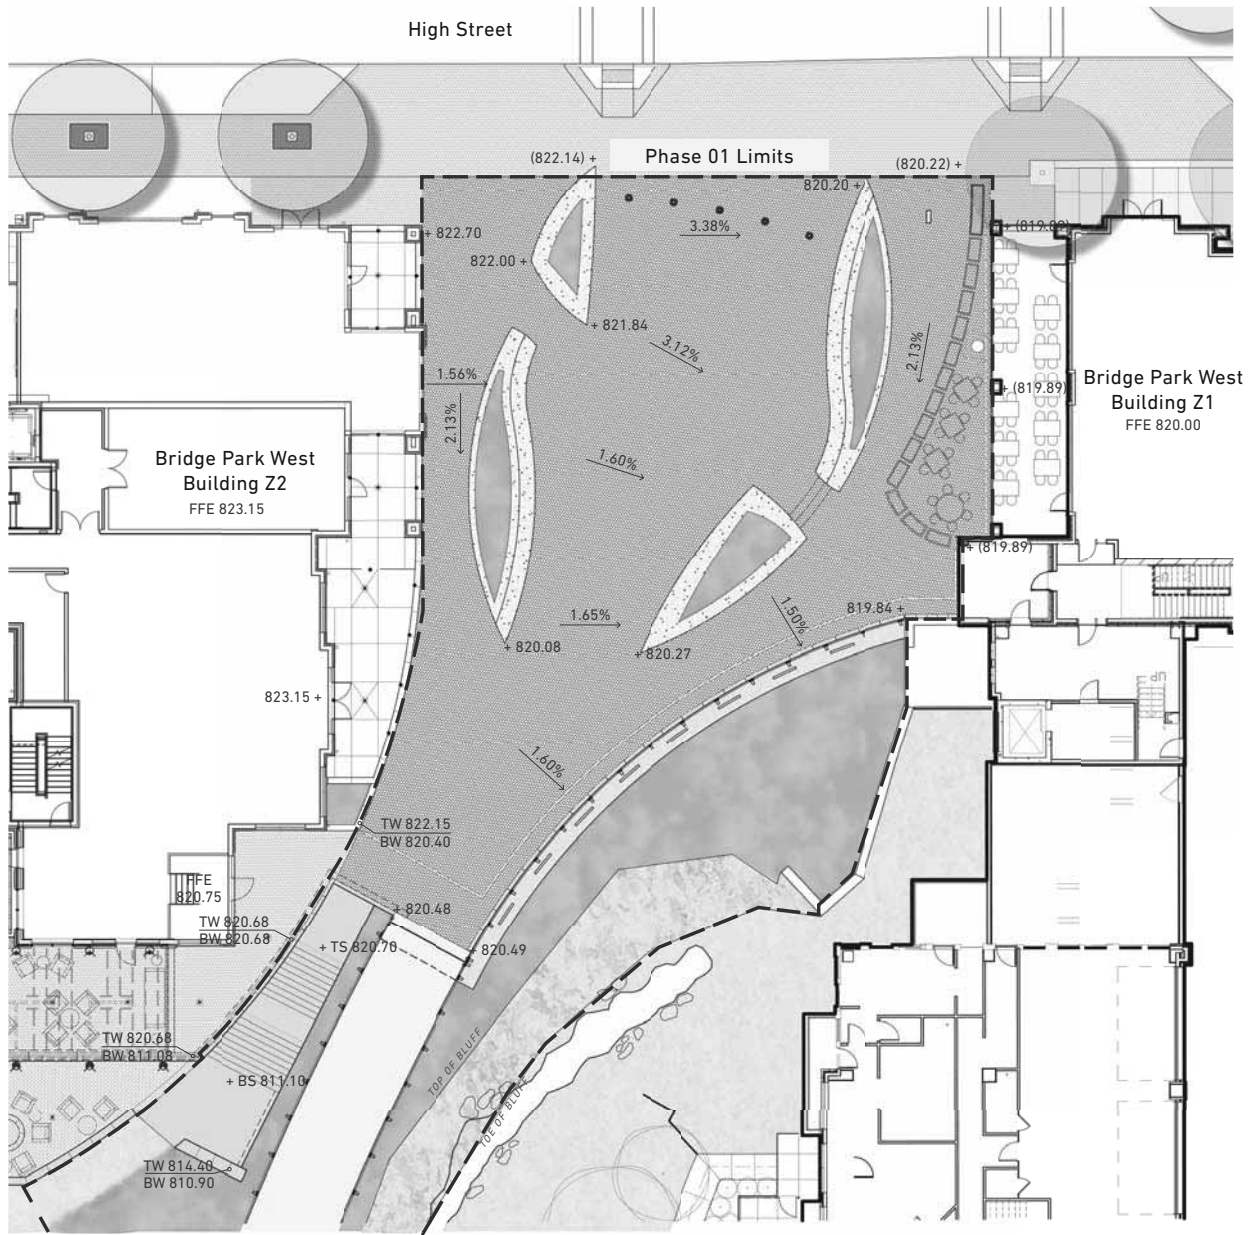 High Street
(822.14) +
Phase 01 Limits
(820.22) +
820.20 +
+ 822.70
3.38%
+ (819.89)
822.00 +
+ 821.84
3.12%
2.13%
1.56%
+ (819.89)
Bridge Park West
Building Z1
FFE 820.00
2.13%
Bridge Park West
Building Z2
FFE 823.15
1.60%
+ (819.89)
1.65%
1.50%
819.84 +
+ 820.08
+ 820.27
823.15 +
1.60%
TW 822.15
BW 820.40
FFE
820.75
+ 820.48
TW 820.68
BW 820.68
+ TS 820.70
+ 820.49
TW 820.68
BW 811.08
+ BS 811.10
TOP OF BLUFF
TOE OF BLUFF
TW 814.40
BW 810.90
UP